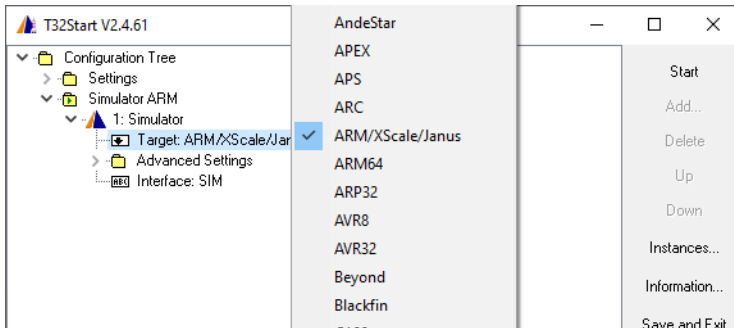 T32Start V2.4.61
Configuration Tree
Settings
Simulator ARM
1: Simulator
Target: ARM/XScale/Jar
Advanced Settings
ABC
Interface: SIM
AndeStar
APEX
APS
ARC
ARM/XScale/Janus
ARM64
ARP32
AVR8
AVR32
Beyond
Blackfin
Start
Add...
Delete
Up
Down
Instances...
Information...
Save and Exit